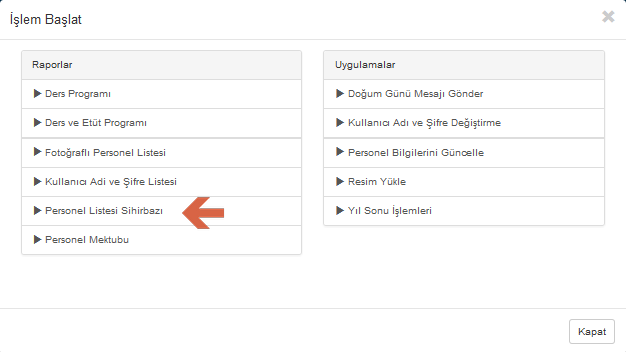 İşlem Başlat
Raporlar
Ders Programı
Ders ve Etüt Programı
Fotoğraflı Personel Listesi
Kullanıcı Adi ve Şifre Listesi
Personel Listesi Sihirbazı
Personel Mektubu
Uygulamalar
Doğum Günü Mesajı Gönder
Kullanıcı Adı ve Şifre Değiştirme
Personel Bilgilerini Güncelle
Resim Yükle
Yıl Sonu İşlemleri
Kapat